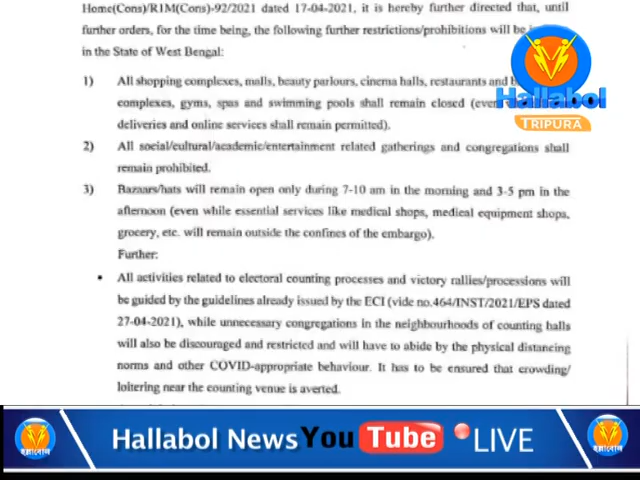 Home(Cons)/R1M(Cons)-92/2021 dated 17-04-2021, it is hereby further directed that, until
further orders, for the time being, the following further restrictions/prohibitions will be
in the State of West Bengal:
1) All shopping complexes, malls, beauty parlours, cinema halls, restaurants and
complexes, gyms, spas and swimming pools shall remain closed (even
deliveries and online services shall remain permitted).
2) All social/cultural/academic/entertainment related gatherings and congregations shall
remain prohibited.
3) Bazaars/hats will remain open only during 7-10 am in the morning and 3-5 pm in the
afternoon (even while essential services like medical shops, medical equipment shops,
grocery, etc. will remain outside the confines of the embargo).
Further:
• All activities related to electoral counting processes and victory rallies/processions will
be guided by the guidelines already issued by the ECI (vide no.464/INST/2021/EPS dated
27-04-2021), while unnecessary congregations in the neighbourhoods of counting halls
will also be discouraged and restricted and will have to abide by the physical distancing
norms and other COVID-appropriate behaviour. It has to be ensured that crowding/
loitering near the counting venue is averted.
Hallabol
TRIPURA
Hallabol News YouTube LIVE